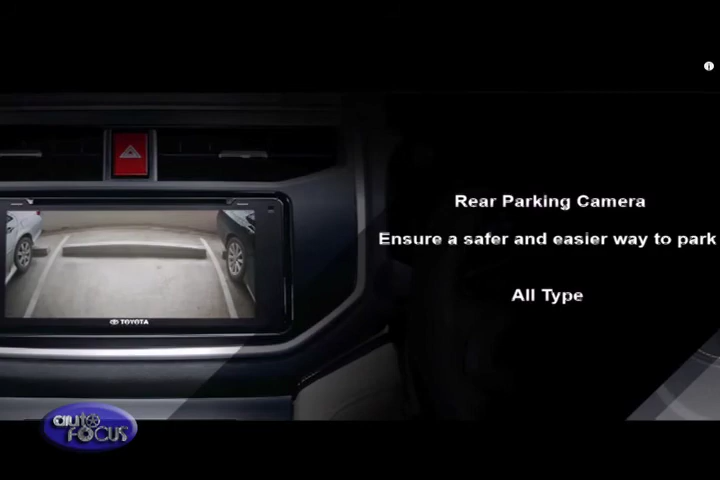 Rear Parking Camera
Ensure a safer and easier way to park
All Type
TOYOTA
auto
FOCUS